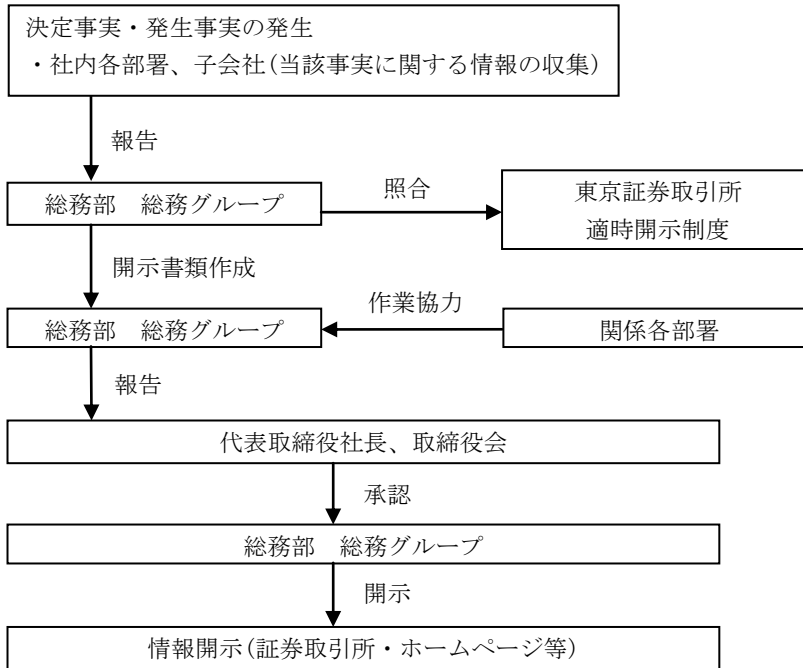 決定事実・発生事実の発生
・社内各部署、子会社(当該事実に関する情報の収集)
報告
総務部　総務グループ
照合
東京証券取引所
適時開示制度
開示書類作成
総務部　総務グループ
作業協力
関係各部署
報告
代表取締役社長、取締役会
承認
総務部　総務グループ
開示
情報開示(証券取引所・ホームページ等)